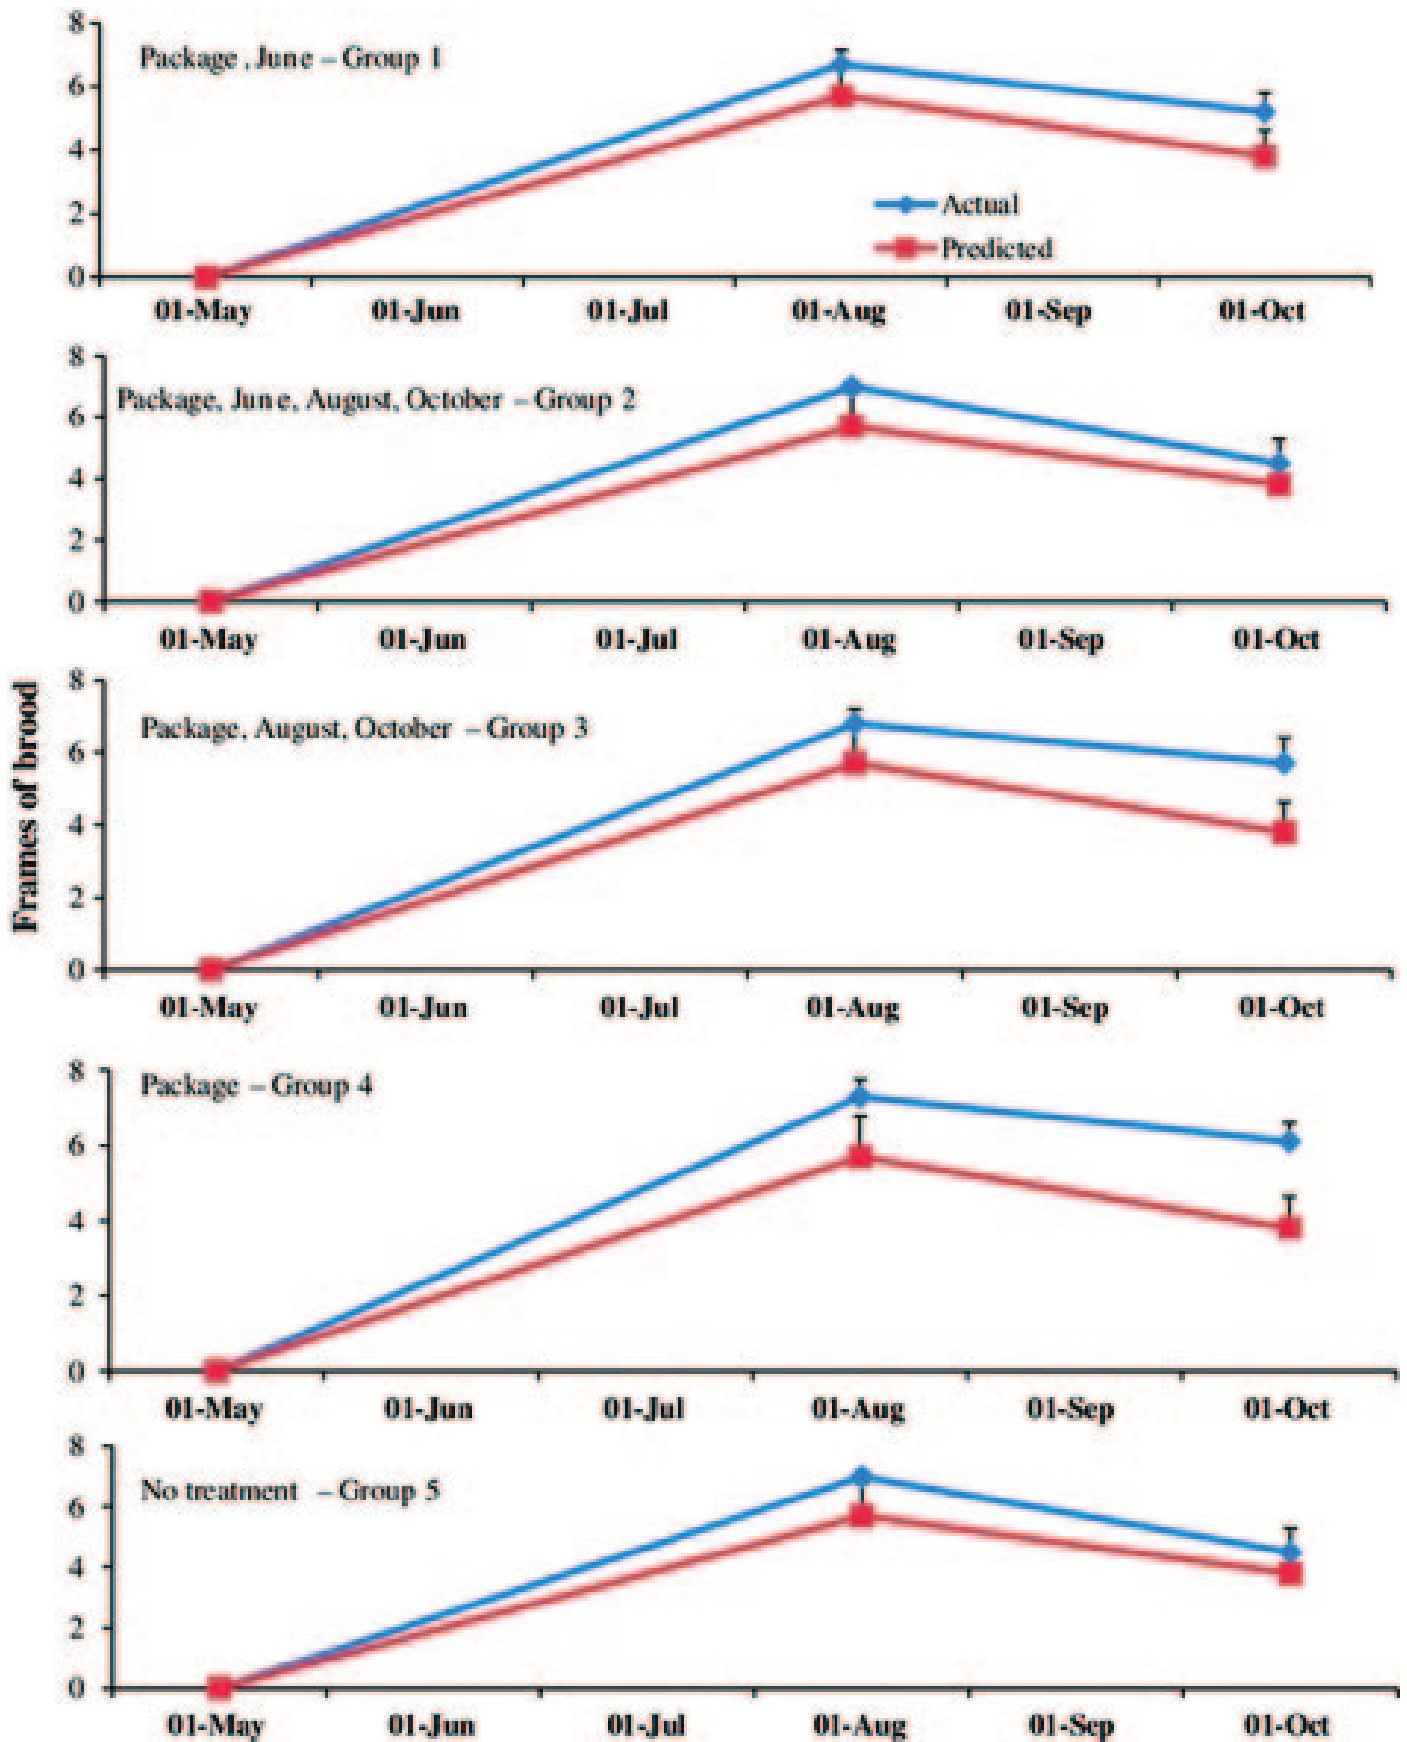 Frames of brood
8
Package, June – Group 1
6
4
2
0
Actual
Predicted
01-May 01-Jun 01-Jul 01-Aug 01-Sep 01-Oct
8
Package, June, August, October – Group 2
6
4
2
0
01-May 01-Jun 01-Jul 01-Aug 01-Sep 01-Oct
8
Package, August, October – Group 3
6
4
2
0
01-May 01-Jun 01-Jul 01-Aug 01-Sep 01-Oct
8
Package – Group 4
6
4
2
0
01-May 01-Jun 01-Jul 01-Aug 01-Sep 01-Oct
8
No treatment – Group 5
6
4
2
0
01-May 01-Jun 01-Jul 01-Aug 01-Sep 01-Oct